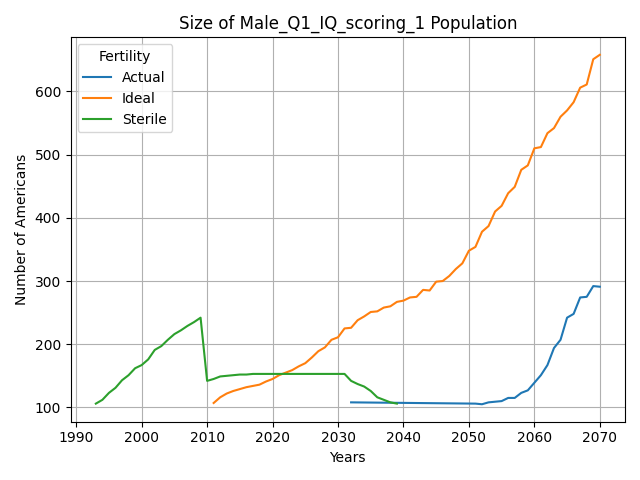 Size of Male_Q1_IQ_scoring_1 Population
Fertility
Actual
Ideal
Sterile
Number of Americans
600
500
400
300
200
100
1990 2000 2010 2020 2030 2040 2050 2060 2070
Years